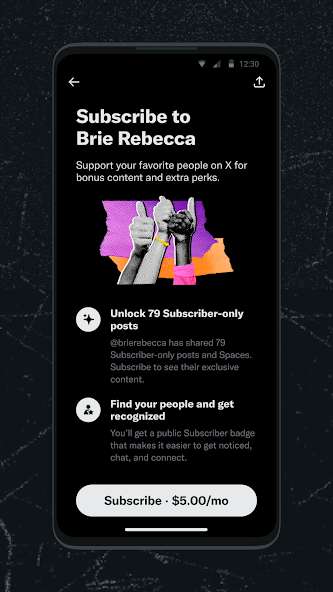 12:30
Subscribe to
Brie Rebecca
Support your favorite people on X for
bonus content and extra perks.
Unlock 79 Subscriber-only
posts
@brierebecca has shared 79
Subscriber-only posts and Spaces.
Subscribe to see their exclusive
content.
Find your people and get
recognized
You'll get a public Subscriber badge
that makes it easier to get noticed,
chat, and connect.
Subscribe · $5.00/mo